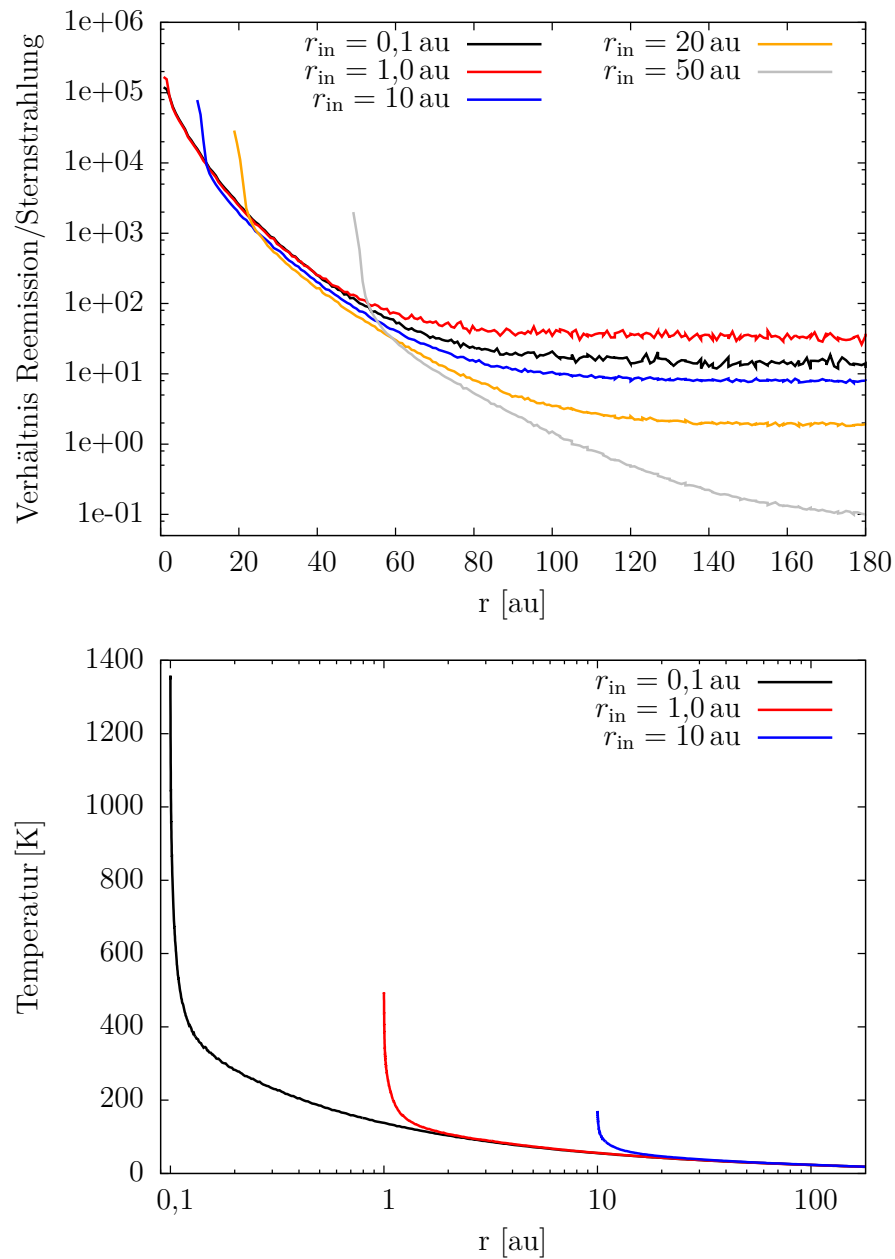 Verhältnis Reemission/Sternstrahlung
1e+06
1e+05
1e+04
1e+03
1e+02
1e+01
1e+00
1e-01
r_in = 0,1 au
r_in = 1,0 au
r_in = 10 au
r_in = 20 au
r_in = 50 au
0 20 40 60 80 100 120 140 160 180
r [au]
Temperatur [K]
1400
1200
1000
800
600
400
200
0
r_in = 0,1 au
r_in = 1,0 au
r_in = 10 au
0,1 1 10 100
r [au]